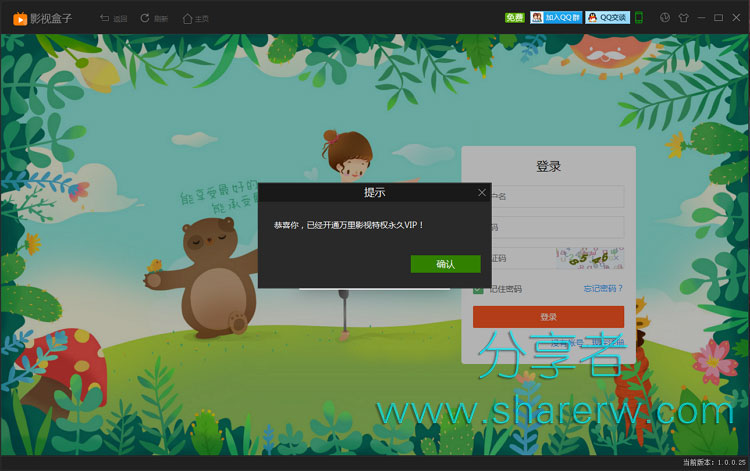 影视盒子
返回
刷新
主页
免费
加入QQ群
QQ交谈
能享受最好的
能承受最
登录
户名
码
证码
记住密码
忘记密码？
登录
提示
恭喜你，已经开通万里影视特权永久VIP！
确认
分享者
www.sharerw.com
当前版本：1.0.0.25